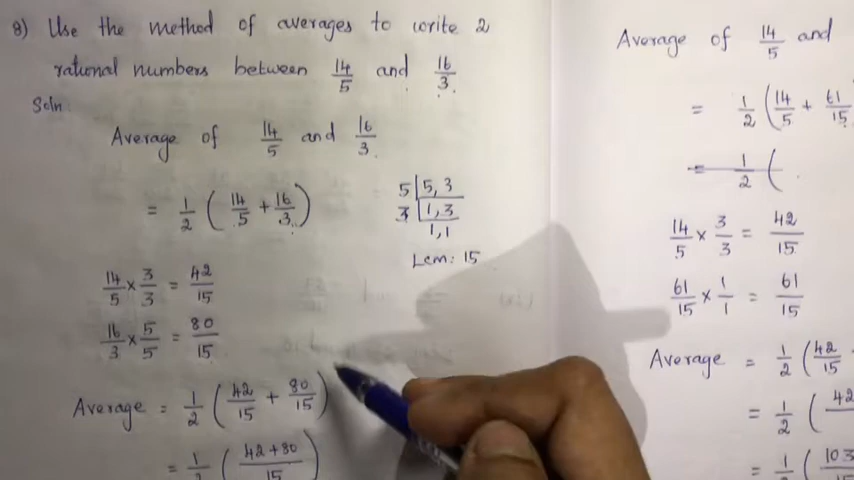 8) Use the method of averages to write 2
rational numbers between 14/5 and 16/3.
Soln:
Average of 14/5 and 16/3
= 1/2 (14/5 + 16/3)
5 | 5, 3
3 | 1, 3
1, 1
Lcm: 15
14/5 × 3/3 = 42/15
16/3 × 5/5 = 80/15
Average = 1/2 (42/15 + 80/15)
= 1/2 (42+80/15)
Average of 14/5 and
= 1/2 (14/5 + 61/15
= 1/2 (
14/5 × 3/3 = 42/15
61/15 × 1/1 = 61/15
Average = 1/2 (42/15
= 1/2 (42
= 1/2 (103